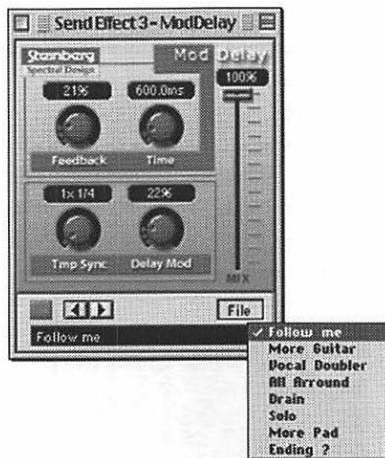 Send Effect 3 - ModDelay
Steinberg
Mod Delay
Spectral Design
100%
21%
600.0ms
Feedback
Time
1x 1/4
22%
Tmp Sync
Delay Mod
MIX
File
Follow me
✓ Follow me
More Guitar
Vocal Doubler
All Arround
Drain
Solo
More Pad
Ending ?